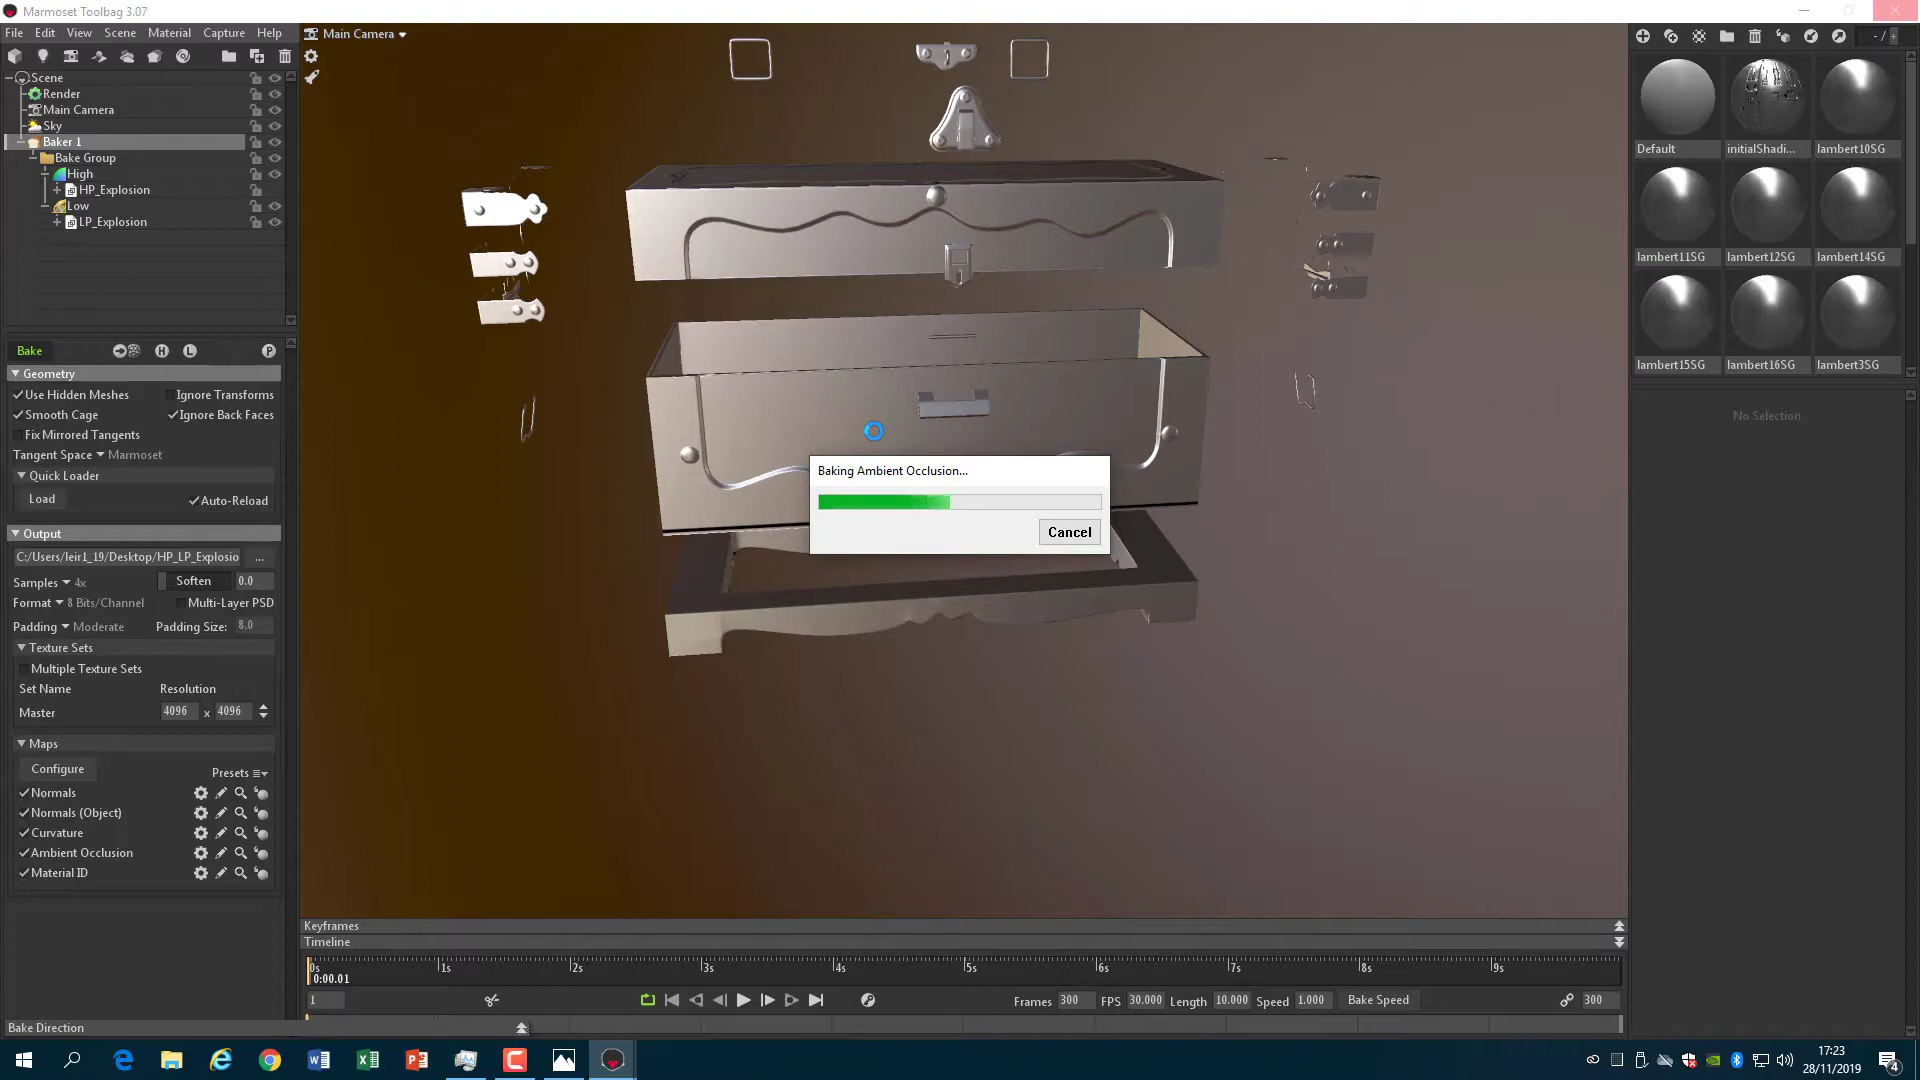 Marmoset Toolbag 3.07
File Edit View Scene Material Capture Help
Main Camera
Scene
Render
Main Camera
Sky
Baker 1
Bake Group
High
HP_Explosion
Low
LP_Explosion
Default
initialShadi...
lambert10SG
lambert11SG
lambert12SG
lambert14SG
lambert15SG
lambert16SG
lambert3SG
No Selection
Bake
H
L
P
Geometry
Use Hidden Meshes Ignore Transforms
Smooth Cage Ignore Back Faces
Fix Mirrored Tangents
Tangent Space Marmoset
Quick Loader
Load Auto-Reload
Output
C:/Users/leir1_19/Desktop/HP_LP_Explosio ...
Samples 4x Soften 0.0
Format 8 Bits/Channel Multi-Layer PSD
Padding Moderate Padding Size: 8.0
Texture Sets
Multiple Texture Sets
Set Name Resolution
Master 4096 x 4096
Maps
Configure Presets
Normals
Normals (Object)
Curvature
Ambient Occlusion
Material ID
Baking Ambient Occlusion...
Cancel
Keyframes
Timeline
0s 1s 2s 3s 4s 5s 6s 7s 8s 9s
0:00.01
1 Frames 300 FPS 30.000 Length 10.000 Speed 1.000 Bake Speed 300
Bake Direction
17:23
28/11/2019
4